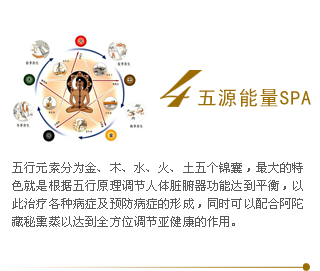 4 五源能量SPA
五行元素分为金、木、水、火、土五个锦囊，最大的特
色就是根据五行原理调节人体脏腑器功能达到平衡，以
此治疗各种病症及预防病症的形成，同时可以配合阿陀
藏秘熏蒸以达到全方位调节亚健康的作用。